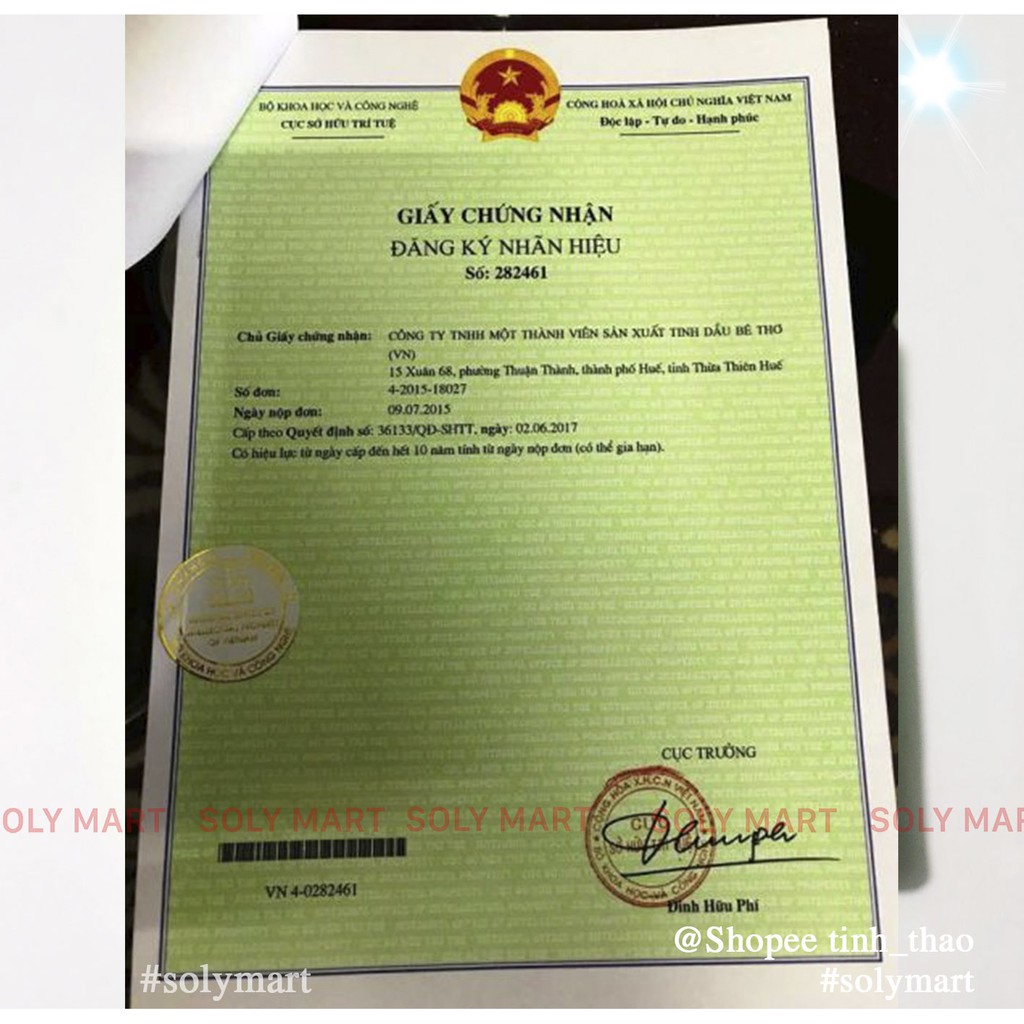 BỘ KHOA HỌC VÀ CÔNG NGHỆ
CỤC SỞ HỮU TRÍ TUỆ
CỘNG HOÀ XÃ HỘI CHỦ NGHĨA VIỆT NAM
Độc lập - Tự do - Hạnh phúc
GIẤY CHỨNG NHẬN
ĐĂNG KÝ NHÃN HIỆU
Số: 282461
Chủ Giấy chứng nhận: CÔNG TY TNHH MỘT THÀNH VIÊN SẢN XUẤT TINH DẦU BÉ THƠ
(VN)
15 Xuân 68, phường Thuận Thành, thành phố Huế, tỉnh Thừa Thiên Huế
Số đơn: 4-2015-18027
Ngày nộp đơn: 09.07.2015
Cấp theo Quyết định số: 36133/QĐ-SHTT, ngày: 02.06.2017
Có hiệu lực từ ngày cấp đến hết 10 năm tính từ ngày nộp đơn (có thể gia hạn).
CỤC TRƯỞNG
OLY MART SOLY MART SOLY MART SOLY MART SOLY MAR
VN 4-0282461
Đinh Hữu Phí
@Shopee tinh_thao
#solymart
#solymart